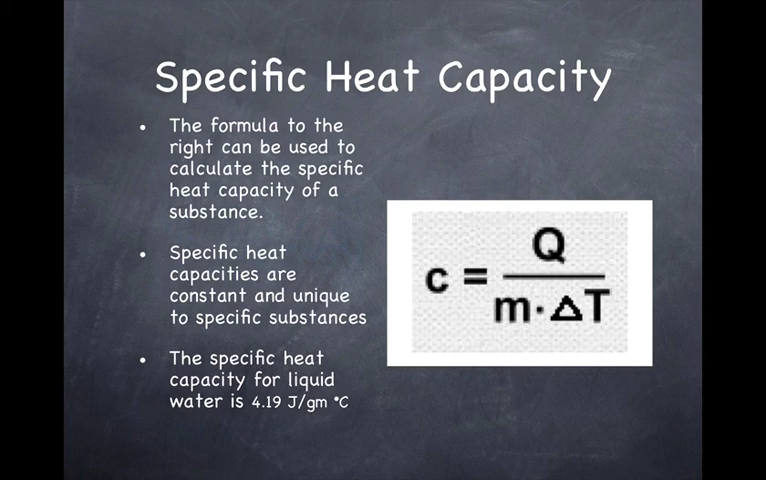 Specific Heat Capacity
• The formula to the
right can be used to
calculate the specific
heat capacity of a
substance.
• Specific heat
capacities are
constant and unique
to specific substances
• The specific heat
capacity for liquid
water is 4.19 J/gm °C
c = Q / m · ΔT